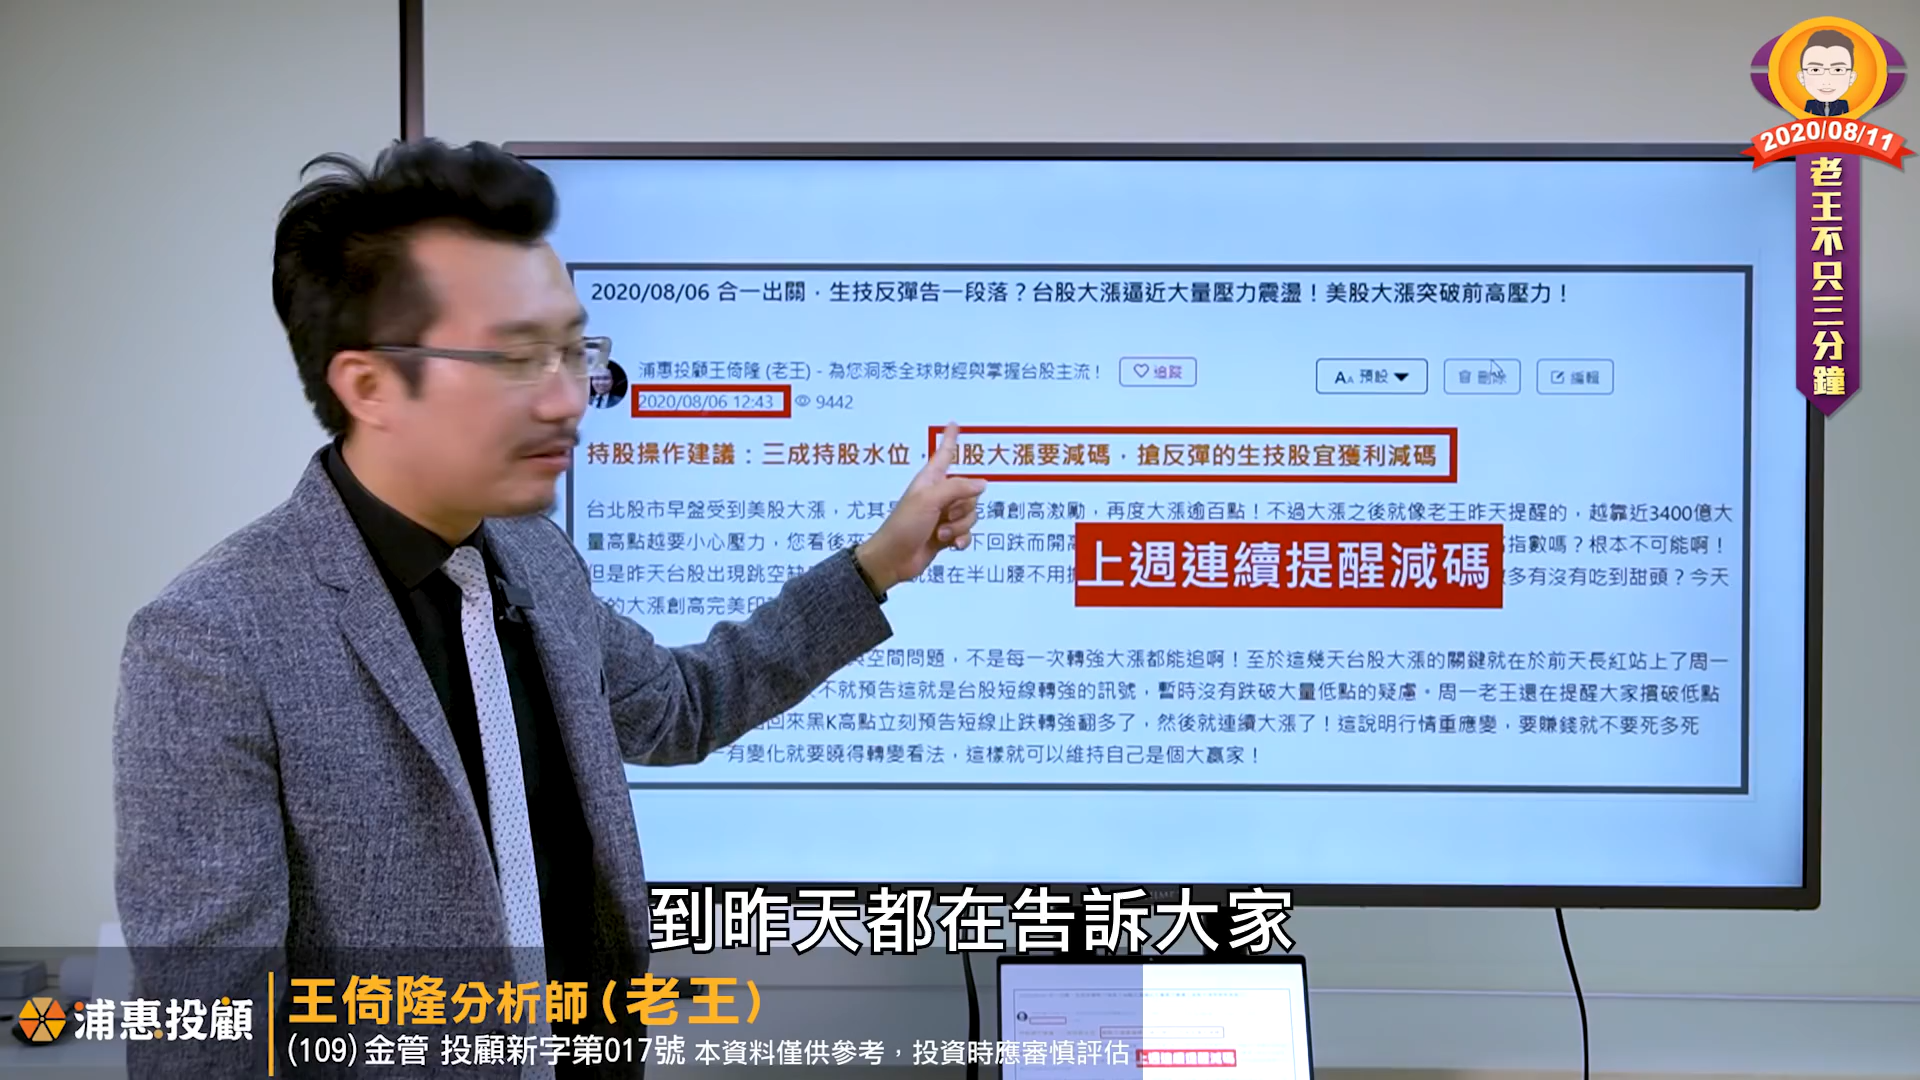 2020/08/11
老王不只三分鐘
2020/08/06 合一出關，生技反彈告一段落？台股大漲逼近大量壓力震盪！美股大漲突破前高壓力！
浦惠投顧王倚隆 (老王) - 為您洞悉全球財經與掌握台股主流！ 追蹤
AA 預設 刪除 編輯
2020/08/06 12:43 9442
持股操作建議：三成持股水位，個股大漲要減碼，搶反彈的生技股宜獲利減碼
台北股市早盤受到美股大漲，尤其 續創高激勵，再度大漲逾百點！不過大漲之後就像老王昨天提醒的，越靠近3400億大
量高點越要小心壓力，您看後來 下回跌而開高 指數嗎？根本不可能啊！
但是昨天台股出現跳空缺 還在半山腰不用 多有沒有吃到甜頭？今天
的大漲創高完美印
上週連續提醒減碼
空間問題，不是每一次轉強大漲都能追啊！至於這幾天台股大漲的關鍵就在於前天長紅站上了周一
不就預告這就是台股短線轉強的訊號，暫時沒有跌破大量低點的疑慮。周一老王還在提醒大家摜破低點
回來黑K高點立刻預告短線止跌轉強翻多了，然後就連續大漲了！這說明行情重應變，要賺錢就不要死多死
一有變化就要曉得轉變看法，這樣就可以維持自己是個大贏家！
到昨天都在告訴大家
浦惠投顧
王倚隆分析師(老王)
(109) 金管 投顧新字第017號 本資料僅供參考，投資時應審慎評估
上週連續提醒減碼